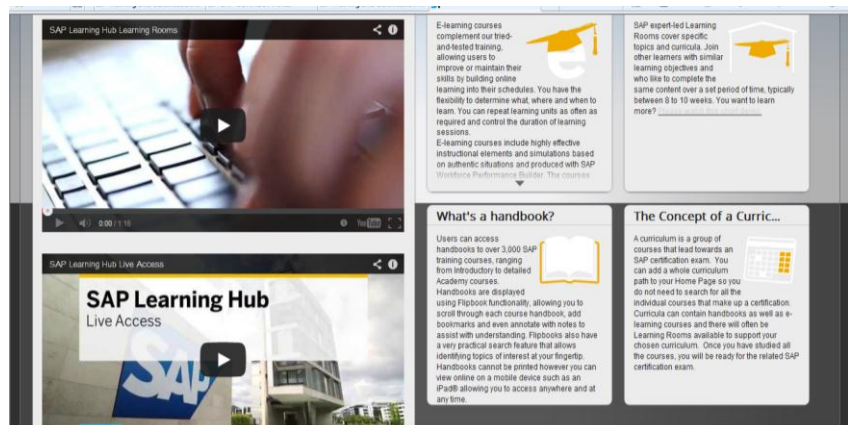 SAP Learning Hub Learning Rooms
0:00 / 1:16
YouTube
SAP Learning Hub Live Access
SAP Learning Hub
Live Access
SAP
E-learning courses
complement our tried-
and-tested training,
allowing users to
improve or maintain their
skills by building online
learning into their schedules. You have the
flexibility to determine what, where and when to
learn. You can repeat learning units as often as
required and control the duration of learning
sessions.
E-learning courses include highly effective
instructional elements and simulations based
on authentic situations and produced with SAP
Workforce Performance Builder. The courses
SAP expert-led Learning
Rooms cover specific
topics and curricula. Join
other learners with similar
learning objectives and
who like to complete the
same content over a set period of time, typically
between 8 to 10 weeks. You want to learn
more?
What's a handbook?
Users can access
handbooks to over 3,000 SAP
training courses, ranging
from Introductory to detailed
Academy courses.
Handbooks are displayed
using Flipbook functionality, allowing you to
scroll through each course handbook, add
bookmarks and even annotate with notes to
assist with understanding. Flipbooks also have
a very practical search feature that allows
identifying topics of interest at your fingertip.
Handbooks cannot be printed however you can
view online on a mobile device such as an
iPad® allowing you to access anywhere and at
any time.
The Concept of a Curric...
A curriculum is a group of
courses that lead towards an
SAP certification exam. You
can add a whole curriculum
path to your Home Page so you
do not need to search for all the
individual courses that make up a certification.
Curricula can contain handbooks as well as e-
learning courses and there will often be
Learning Rooms available to support your
chosen curriculum. Once you have studied all
the courses, you will be ready for the related SAP
certification exam.